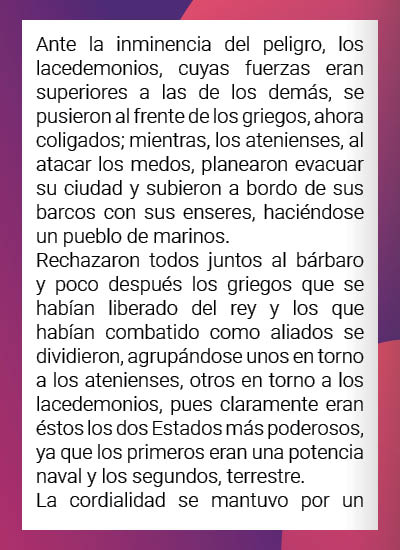 Ante la inminencia del peligro, los
lacedemonios, cuyas fuerzas eran
superiores a las de los demás, se
pusieron al frente de los griegos, ahora
coligados; mientras, los atenienses, al
atacar los medos, planearon evacuar
su ciudad y subieron a bordo de sus
barcos con sus enseres, haciéndose
un pueblo de marinos.
Rechazaron todos juntos al bárbaro
y poco después los griegos que se
habían liberado del rey y los que
habían combatido como aliados se
dividieron, agrupándose unos en torno
a los atenienses, otros en torno a los
lacedemonios, pues claramente eran
éstos los dos Estados más poderosos,
ya que los primeros eran una potencia
naval y los segundos, terrestre.
La cordialidad se mantuvo por un